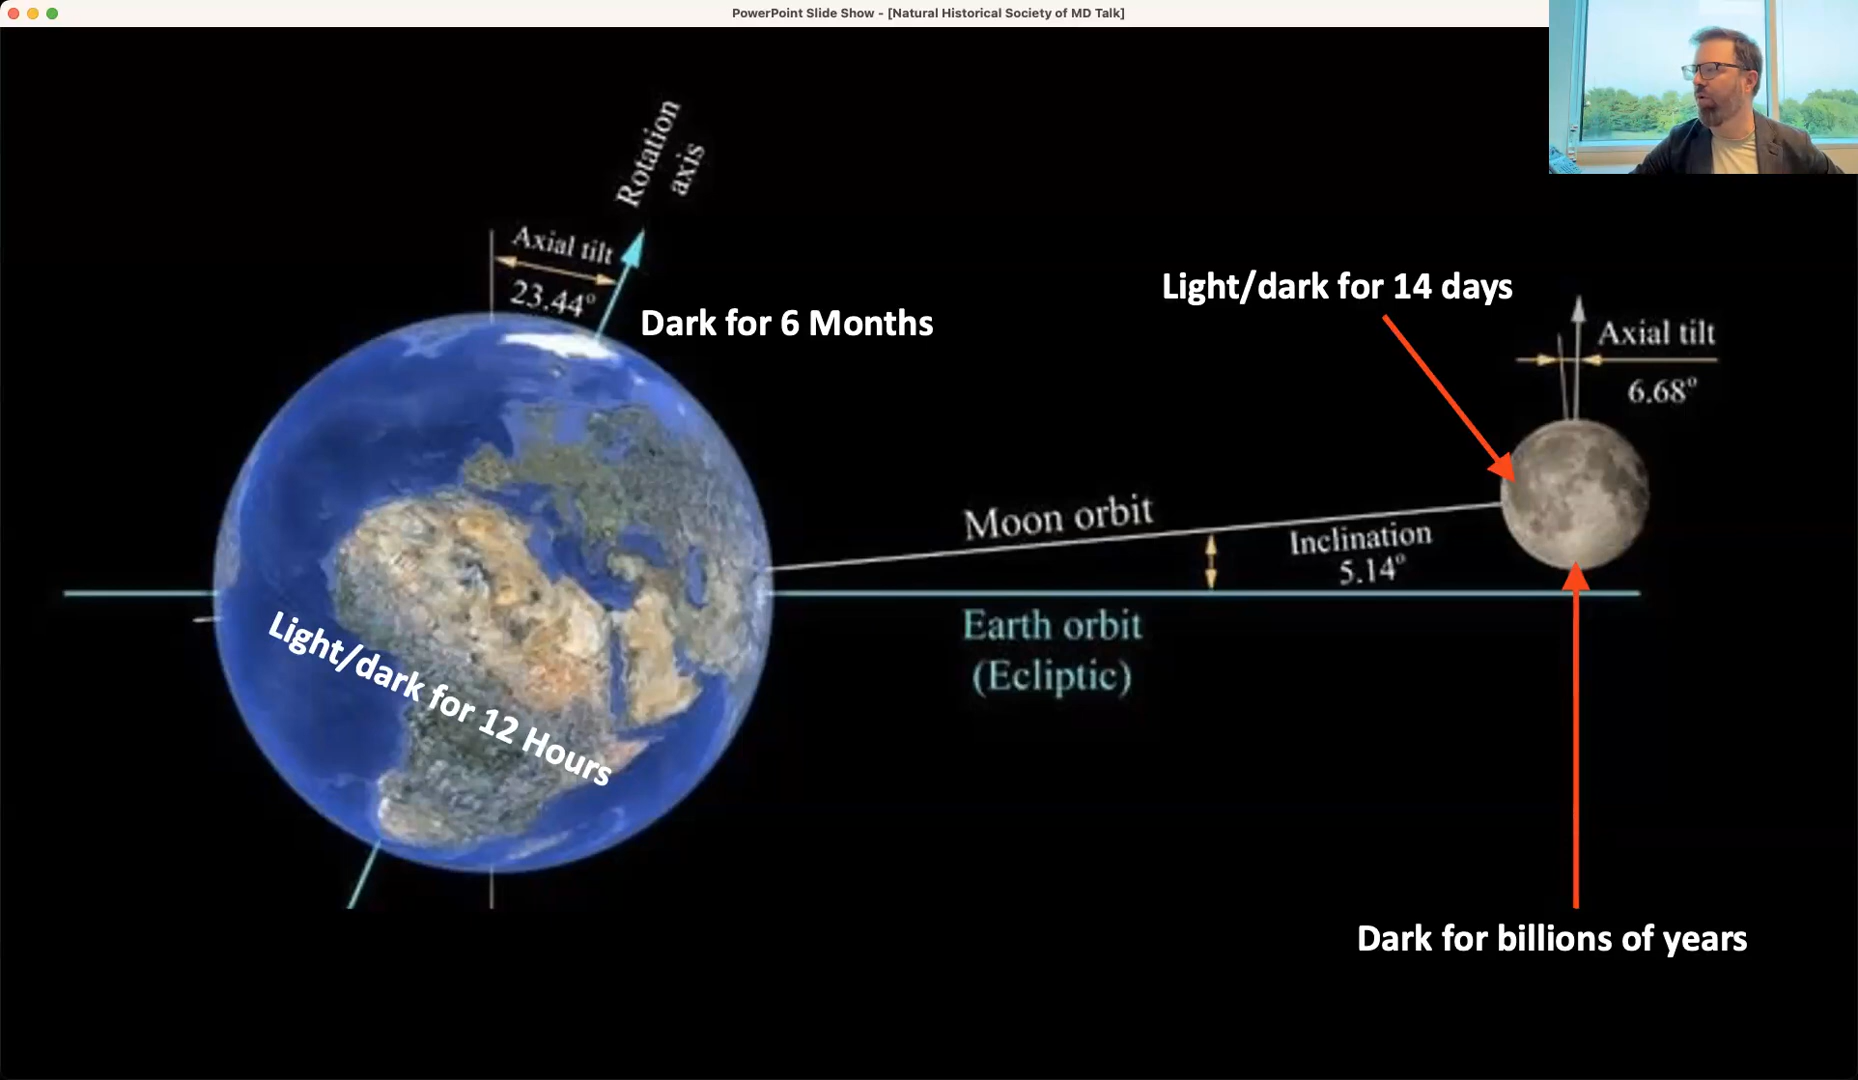 PowerPoint Slide Show - [Natural Historical Society of MD Talk]
Rotation
axis
Axial tilt
23.44°
Dark for 6 Months
Light/dark for 14 days
Axial tilt
6.68°
Moon orbit
Inclination
5.14°
Earth orbit
(Ecliptic)
Light/dark for 12 Hours
Dark for billions of years